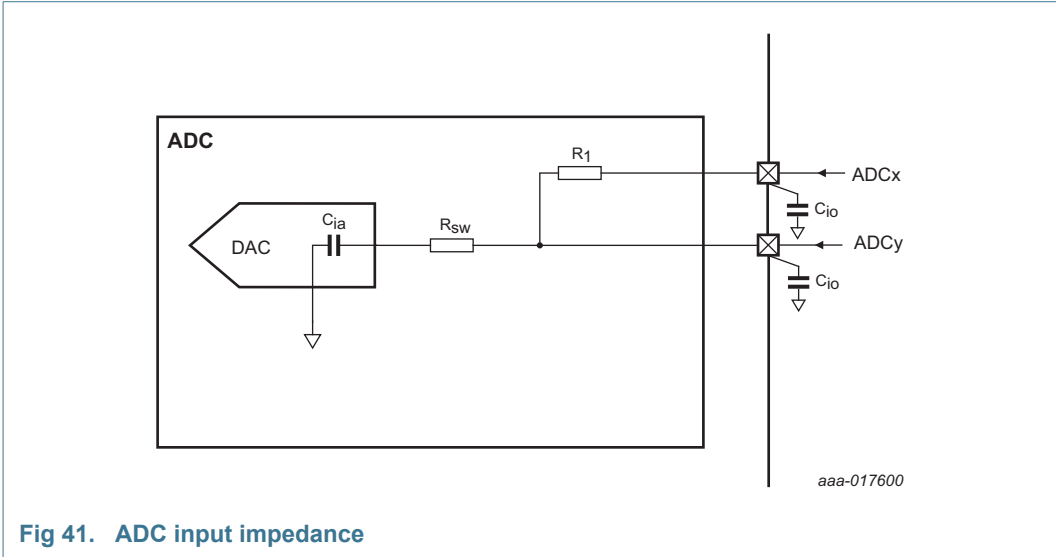 ADC
R1
ADCx
Cio
Cia
Rsw
DAC
ADCy
Cio
aaa-017600
Fig 41. ADC input impedance